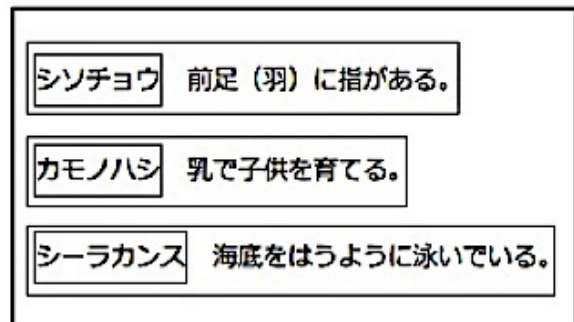 シソチョウ 前足（羽）に指がある。
カモノハシ 乳で子供を育てる。
シーラカンス 海底をはうように泳いでいる。